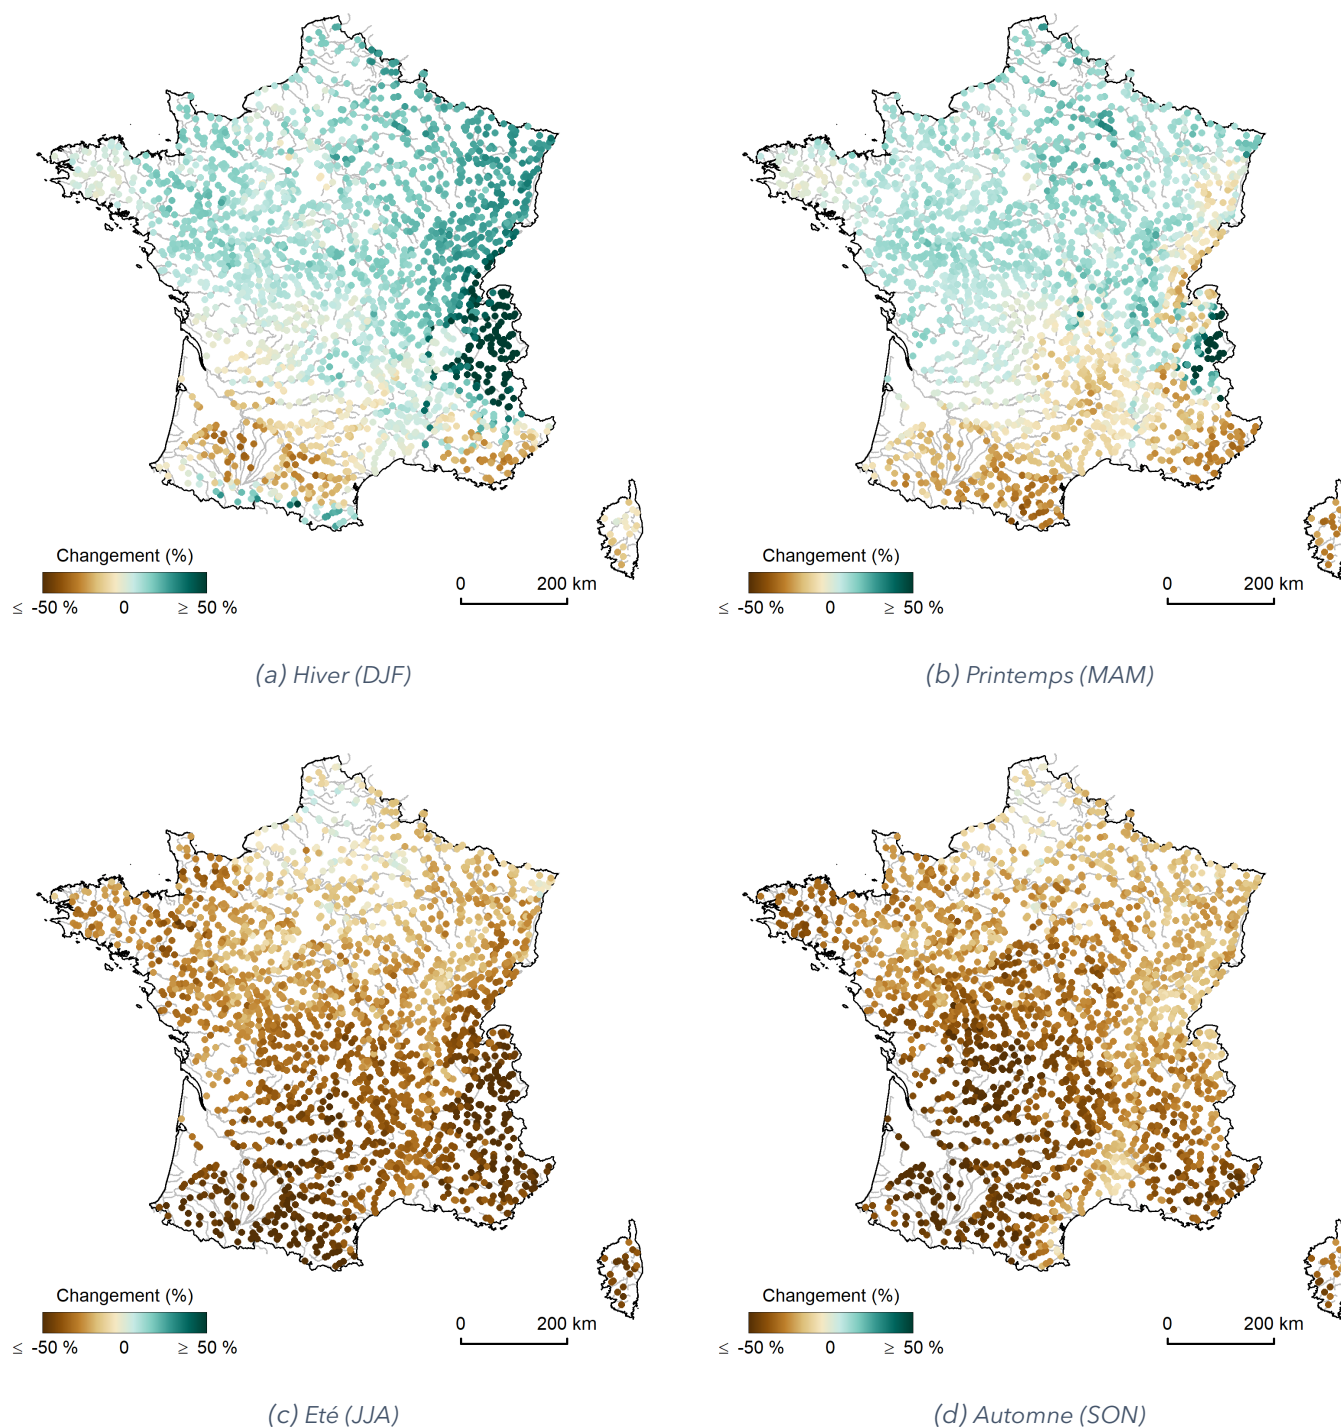 Changement (%)
≤ -50 % 0 ≥ 50 %
0 200 km
(a) Hiver (DJF)
Changement (%)
≤ -50 % 0 ≥ 50 %
0 200 km
(b) Printemps (MAM)
Changement (%)
≤ -50 % 0 ≥ 50 %
0 200 km
(c) Eté (JJA)
Changement (%)
≤ -50 % 0 ≥ 50 %
0 200 km
(d) Automne (SON)